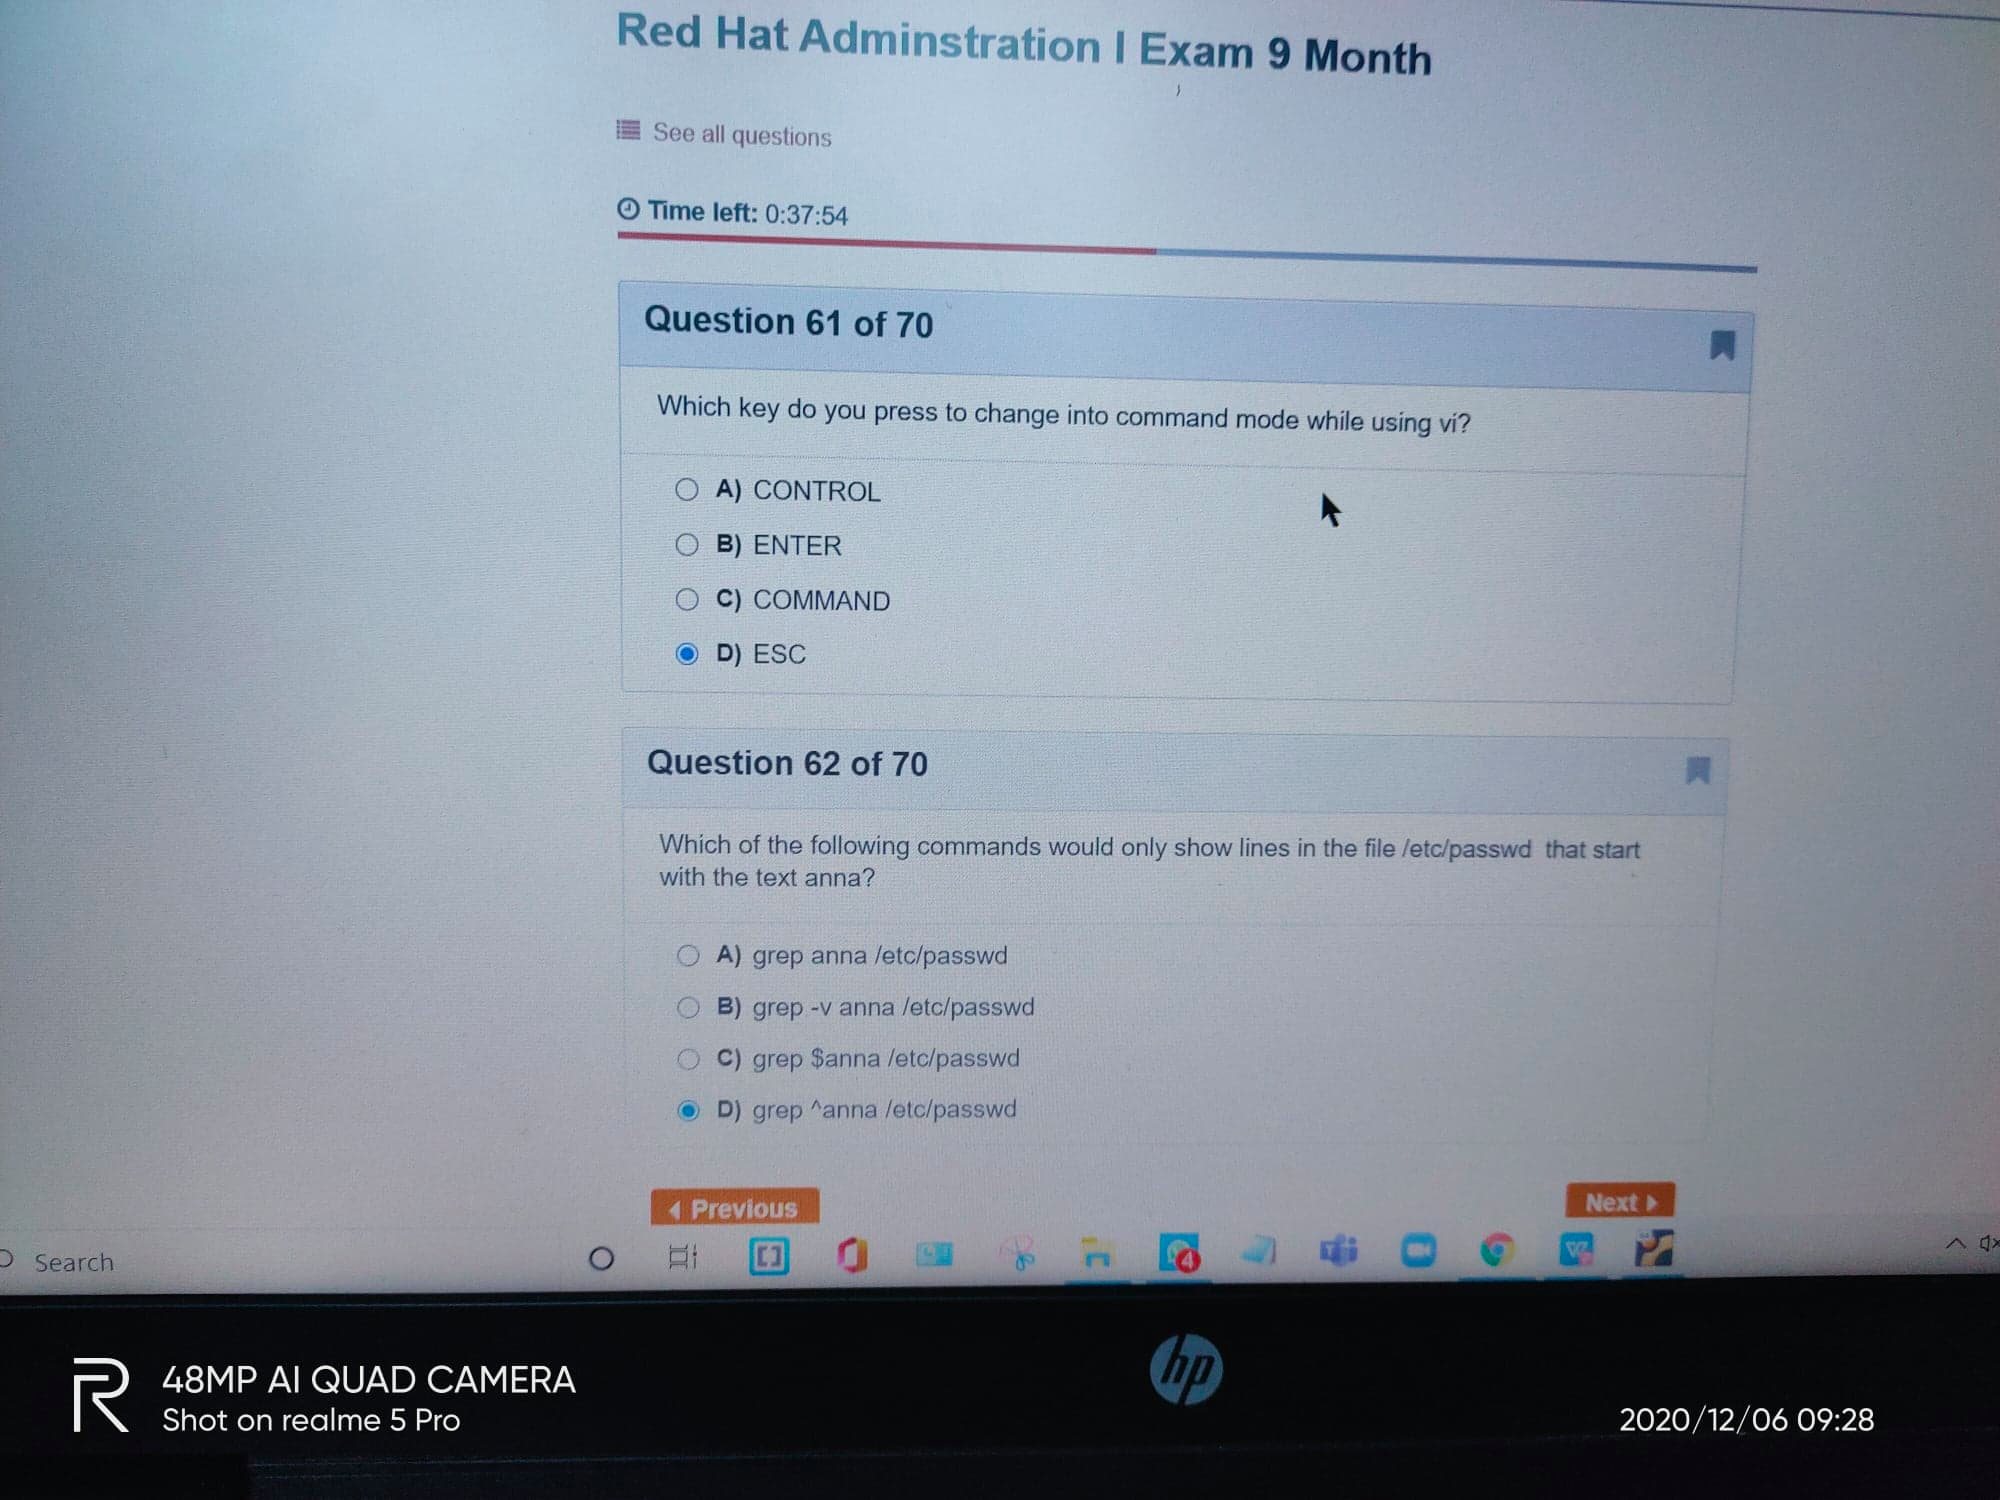 Red Hat Adminstration I Exam 9 Month
See all questions
Time left: 0:37:54
Question 61 of 70
Which key do you press to change into command mode while using vi?
A) CONTROL
B) ENTER
C) COMMAND
D) ESC
Question 62 of 70
Which of the following commands would only show lines in the file /etc/passwd that start
with the text anna?
A) grep anna /etc/passwd
B) grep -v anna /etc/passwd
C) grep $anna /etc/passwd
D) grep ^anna /etc/passwd
Previous
Next
Search
4
hp
R
48MP AI QUAD CAMERA
Shot on realme 5 Pro
2020/12/06 09:28